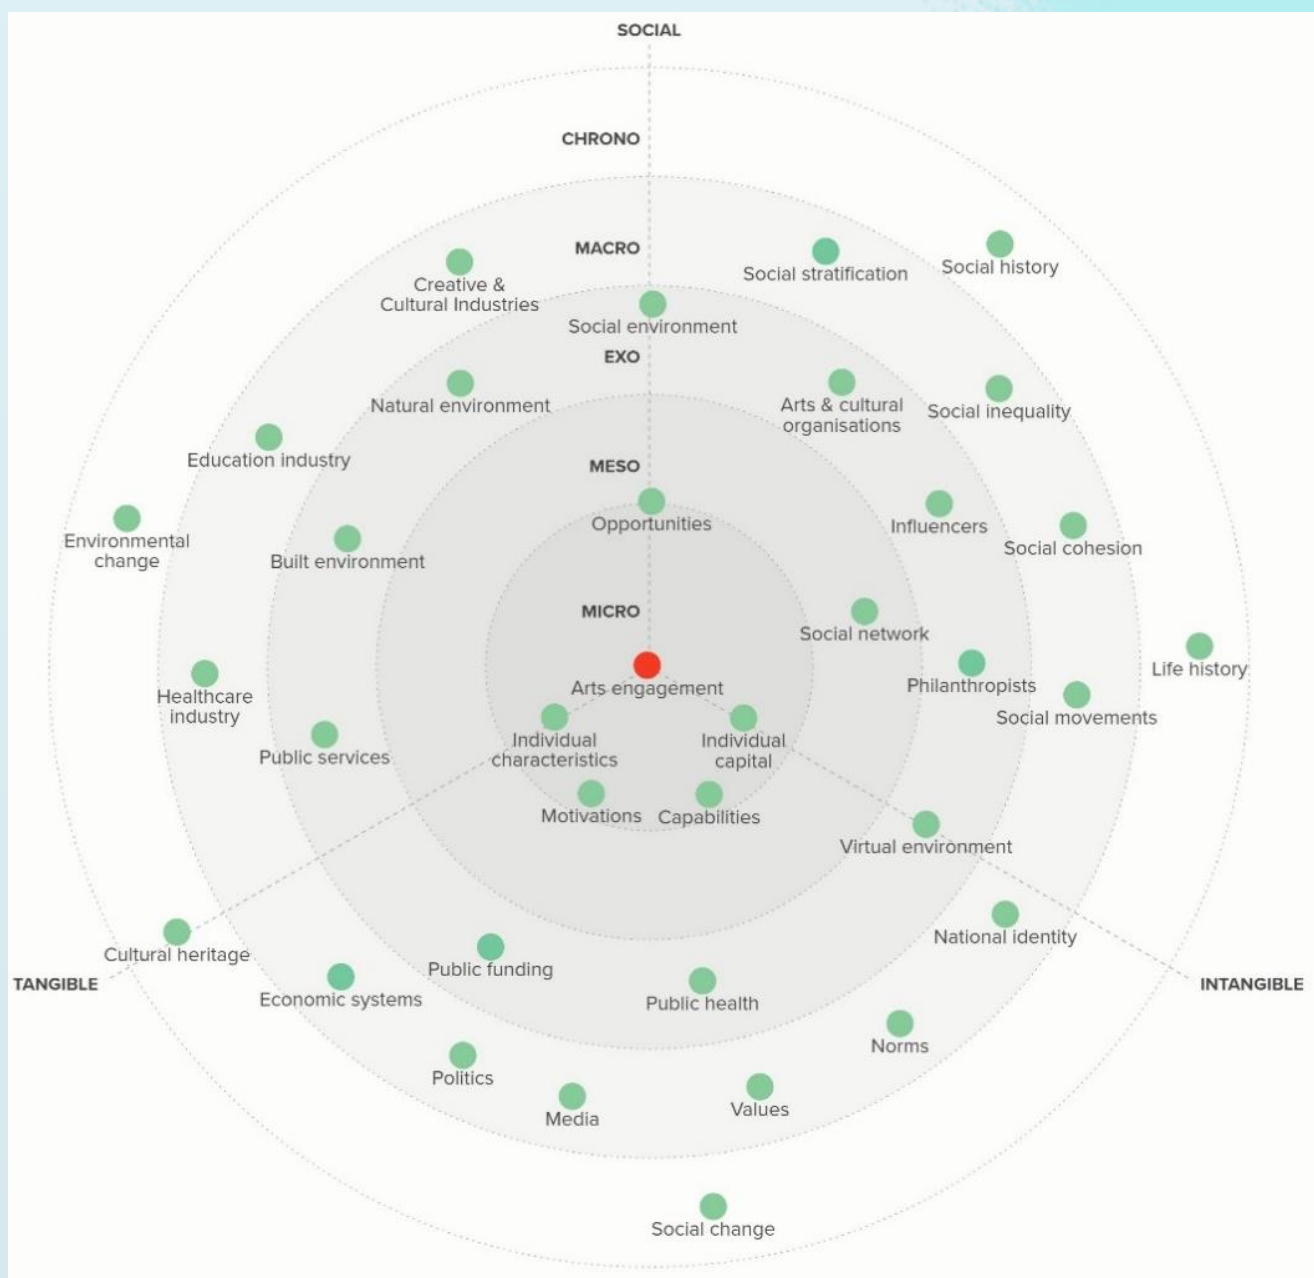 SOCIAL
CHRONO
MACRO
Creative &
Cultural Industries
Social stratification
Social history
Social environment
EXO
Natural environment
Arts & cultural
organisations
Social inequality
Education industry
MESO
Opportunities
Influencers
Social cohesion
Environmental
change
Built environment
MICRO
Social network
Arts engagement
Philanthropists
Life history
Healthcare
industry
Social movements
Public services
Individual
characteristics
Individual
capital
Motivations
Capabilities
Virtual environment
Cultural heritage
National identity
TANGIBLE
INTANGIBLE
Public funding
Economic systems
Public health
Norms
Politics
Media
Values
Social change